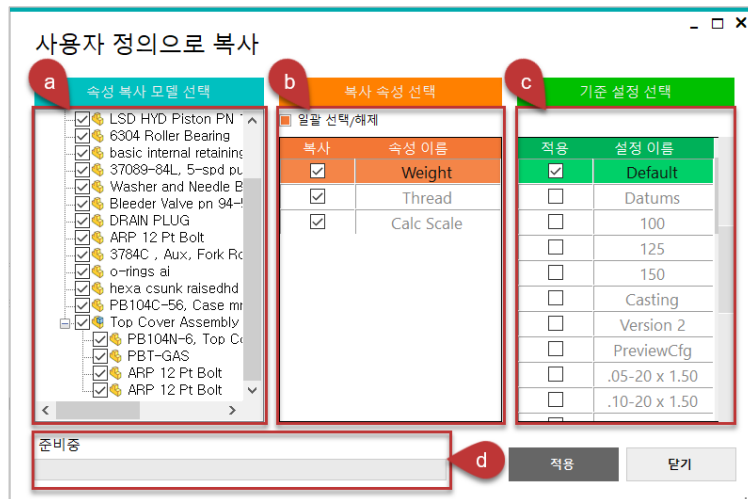 사용자 정의으로 복사
a
속성 복사 모델 선택
LSD HYD Piston PN
6304 Roller Bearing
basic internal retaining
37089-84L, 5-spd pu
Washer and Needle B
Bleeder Valve pn 94-
DRAIN PLUG
ARP 12 Pt Bolt
3784C , Aux, Fork Ro
o-rings ai
hexa csunk raisedhd
PB104C-56, Case mr
Top Cover Assembly
PB104N-6, Top Co
PBT-GAS
ARP 12 Pt Bolt
ARP 12 Pt Bolt
b
복사 속성 선택
일괄 선택/해제
복사 속성 이름
Weight
Thread
Calc Scale
c
기준 설정 선택
적용 설정 이름
Default
Datums
100
125
150
Casting
Version 2
PreviewCfg
.05-20 x 1.50
.10-20 x 1.50
준비중
d
적용
닫기